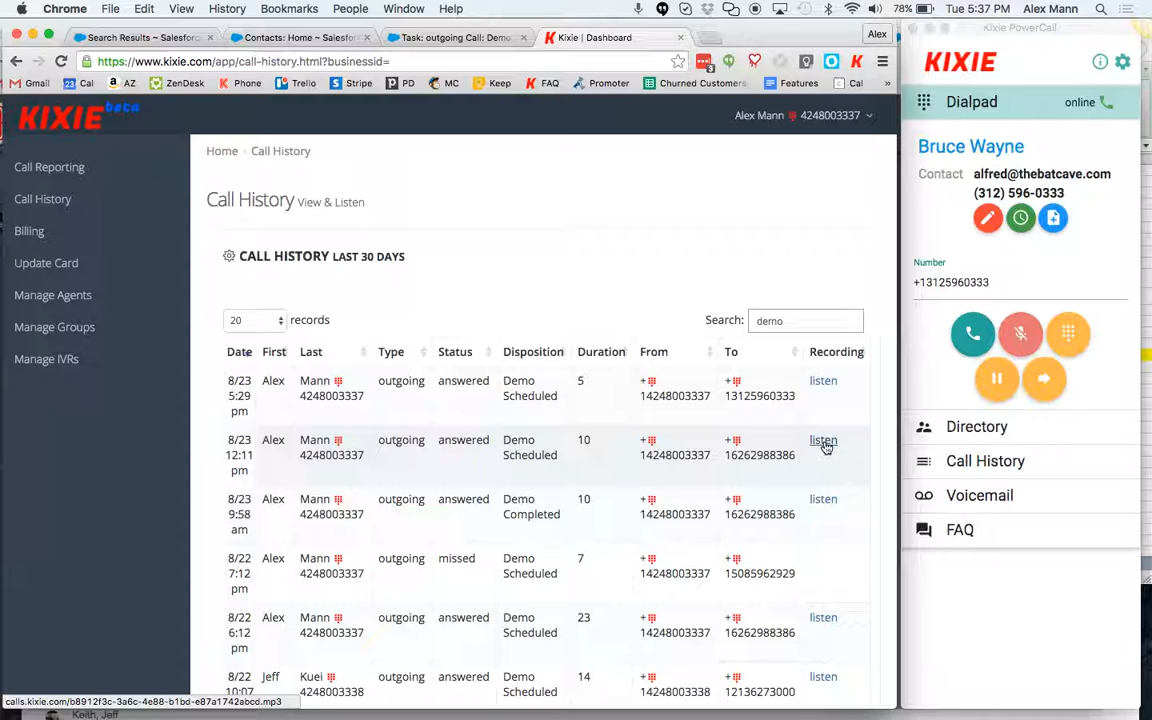 Chrome File Edit View History Bookmarks People Window Help 78% Tue 5:37 PM Alex Mann
Search Results ~ Salesforc Contacts: Home ~ Salesfor Task: outgoing Call: Demo Kixie | Dashboard Alex
https://www.kixie.com/app/call-history.html?businessid=
Gmail Cal AZ ZenDesk Phone Trello Stripe PD MC Keep FAQ Promoter Churned Customers Features Cal
KIXIE beta
Alex Mann 4248003337
Call Reporting
Call History
Billing
Update Card
Manage Agents
Manage Groups
Manage IVRs
Home Call History
Call History View & Listen
CALL HISTORY LAST 30 DAYS
20 records Search: demo
Date First Last Type Status Disposition Duration From To Recording
8/23 Alex Mann outgoing answered Demo 5 + + listen
5:29 4248003337 Scheduled 14248003337 13125960333
pm
8/23 Alex Mann outgoing answered Demo 10 + + listen
12:11 4248003337 Scheduled 14248003337 16262988386
pm
8/23 Alex Mann outgoing answered Demo 10 + + listen
9:58 4248003337 Completed 14248003337 16262988386
am
8/22 Alex Mann outgoing missed Demo 7 + +
7:12 4248003337 Scheduled 14248003337 15085962929
pm
8/22 Alex Mann outgoing answered Demo 23 + + listen
6:12 4248003337 Scheduled 14248003337 16262988386
pm
8/22 Jeff Kuei outgoing answered Demo 14 + + listen
10:07 4248003338 Scheduled 14248003338 12136273000
calls.kixie.com/b8912f3c-3a6c-4e88-b1bd-e87a1742abcd.mp3
Keith, Jeff
Kixie PowerCall
KIXIE
Dialpad online
Bruce Wayne
Contact alfred@thebatcave.com
(312) 596-0333
Number
+13125960333
Directory
Call History
Voicemail
FAQ